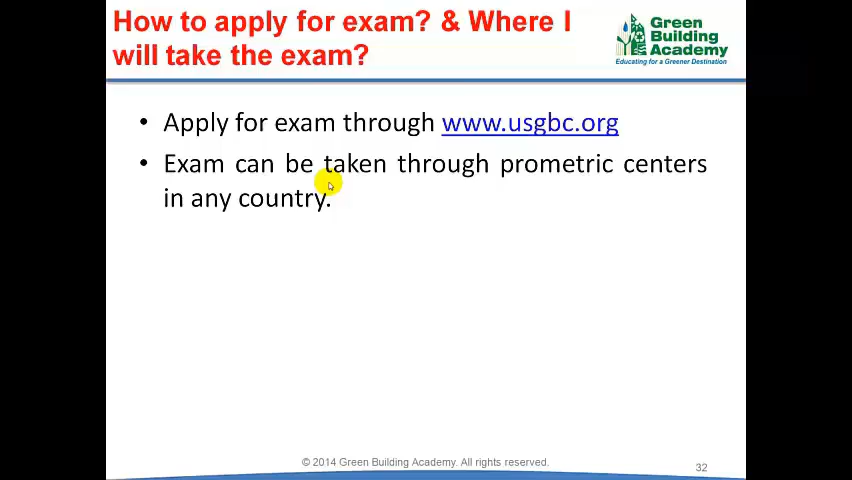 How to apply for exam? & Where I
will take the exam?
Green
Building
Academy
Educating for a Greener Destination
• Apply for exam through www.usgbc.org
• Exam can be taken through prometric centers
in any country.
© 2014 Green Building Academy. All rights reserved.
32